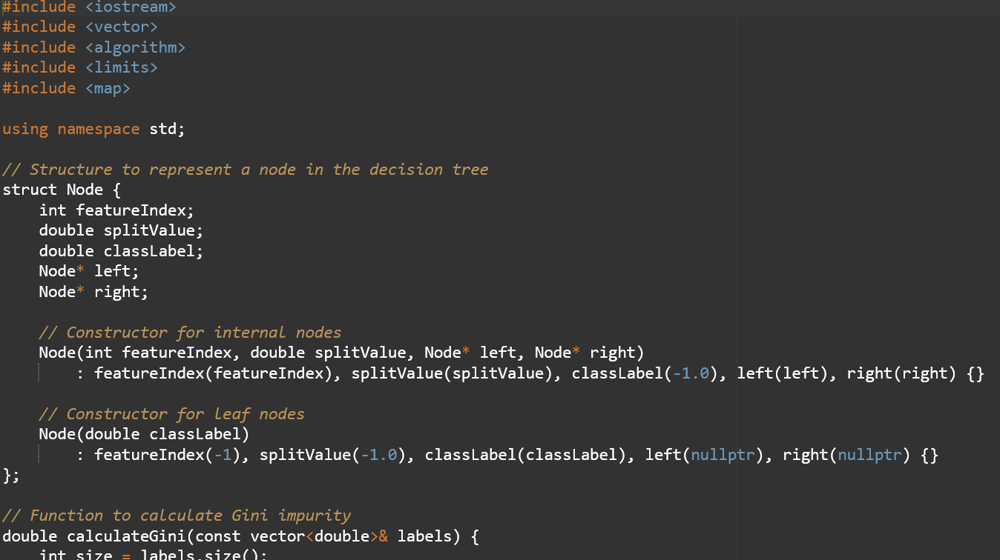 #include <iostream>
#include <vector>
#include <algorithm>
#include <limits>
#include <map>

using namespace std;

// Structure to represent a node in the decision tree
struct Node {
    int featureIndex;
    double splitValue;
    double classLabel;
    Node* left;
    Node* right;

    // Constructor for internal nodes
    Node(int featureIndex, double splitValue, Node* left, Node* right)
        : featureIndex(featureIndex), splitValue(splitValue), classLabel(-1.0), left(left), right(right) {}

    // Constructor for leaf nodes
    Node(double classLabel)
        : featureIndex(-1), splitValue(-1.0), classLabel(classLabel), left(nullptr), right(nullptr) {}
};

// Function to calculate Gini impurity
double calculateGini(const vector<double>& labels) {
    int size = labels.size();